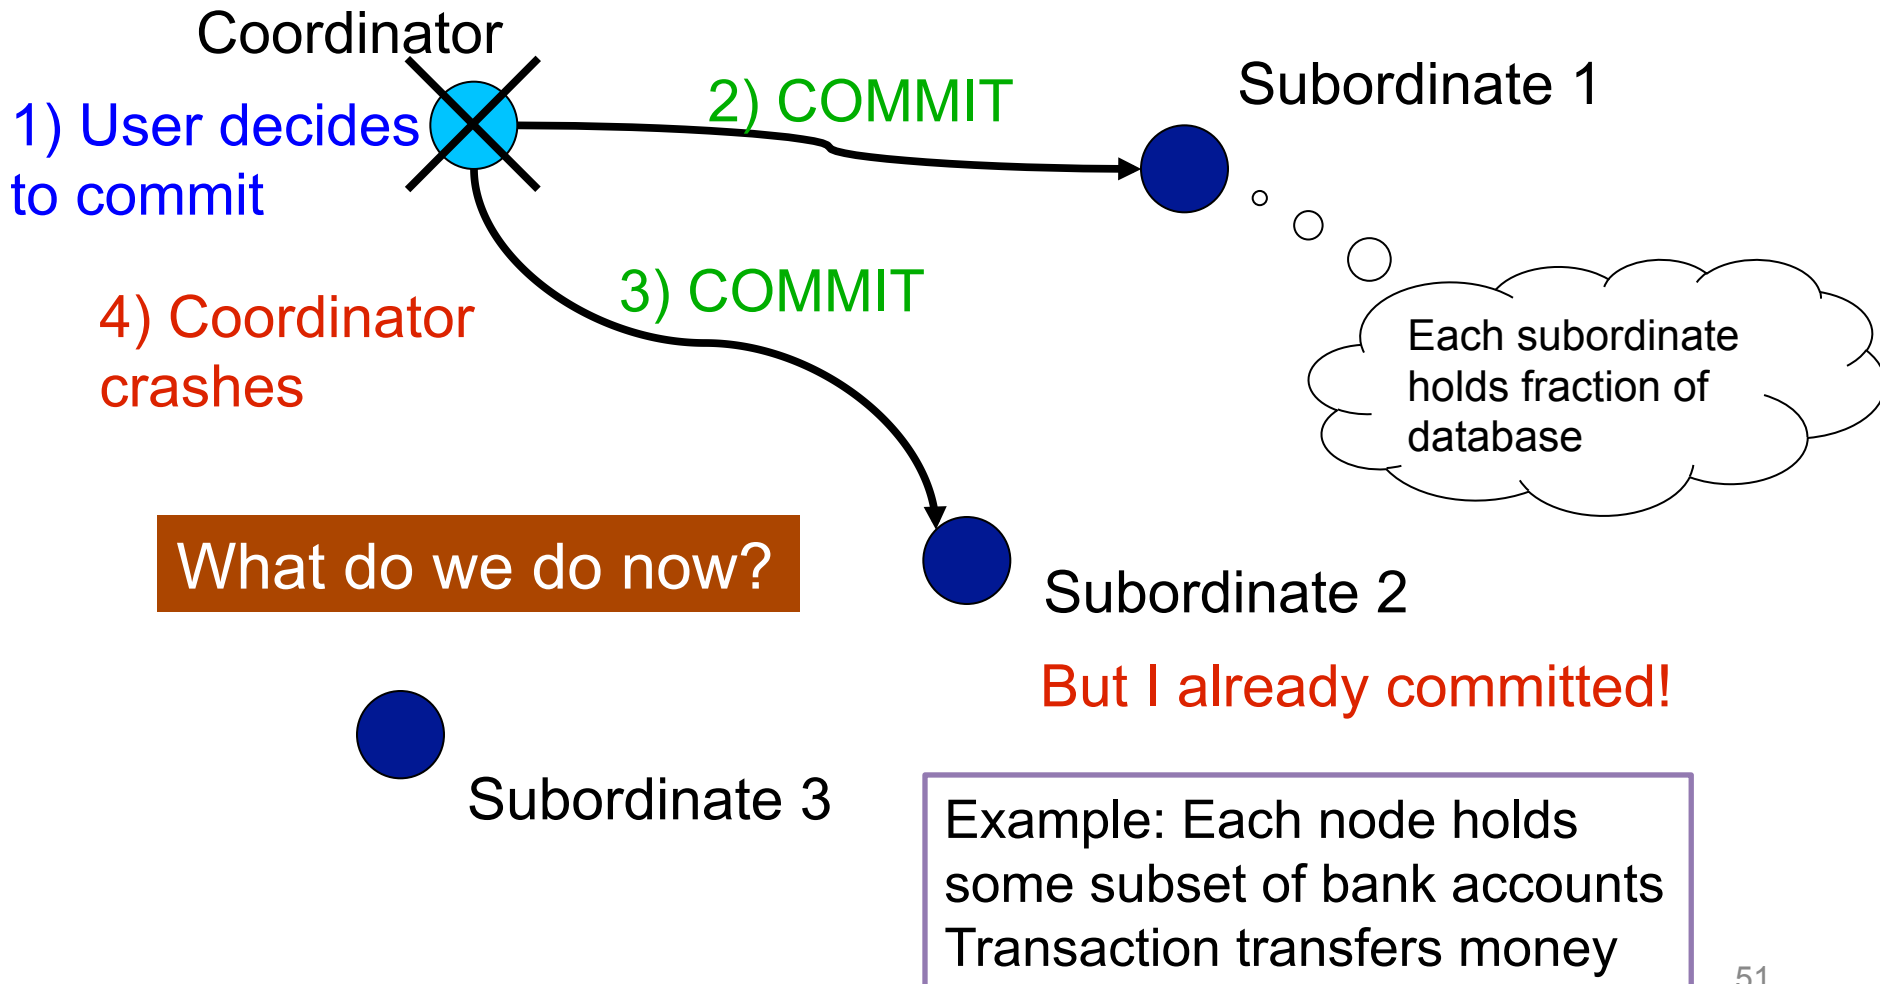 Coordinator
1) User decides
to commit
2) COMMIT
Subordinate 1
3) COMMIT
4) Coordinator
crashes
Each subordinate
holds fraction of
database
What do we do now?
Subordinate 2
But I already committed!
Subordinate 3
Example: Each node holds
some subset of bank accounts
Transaction transfers money
51